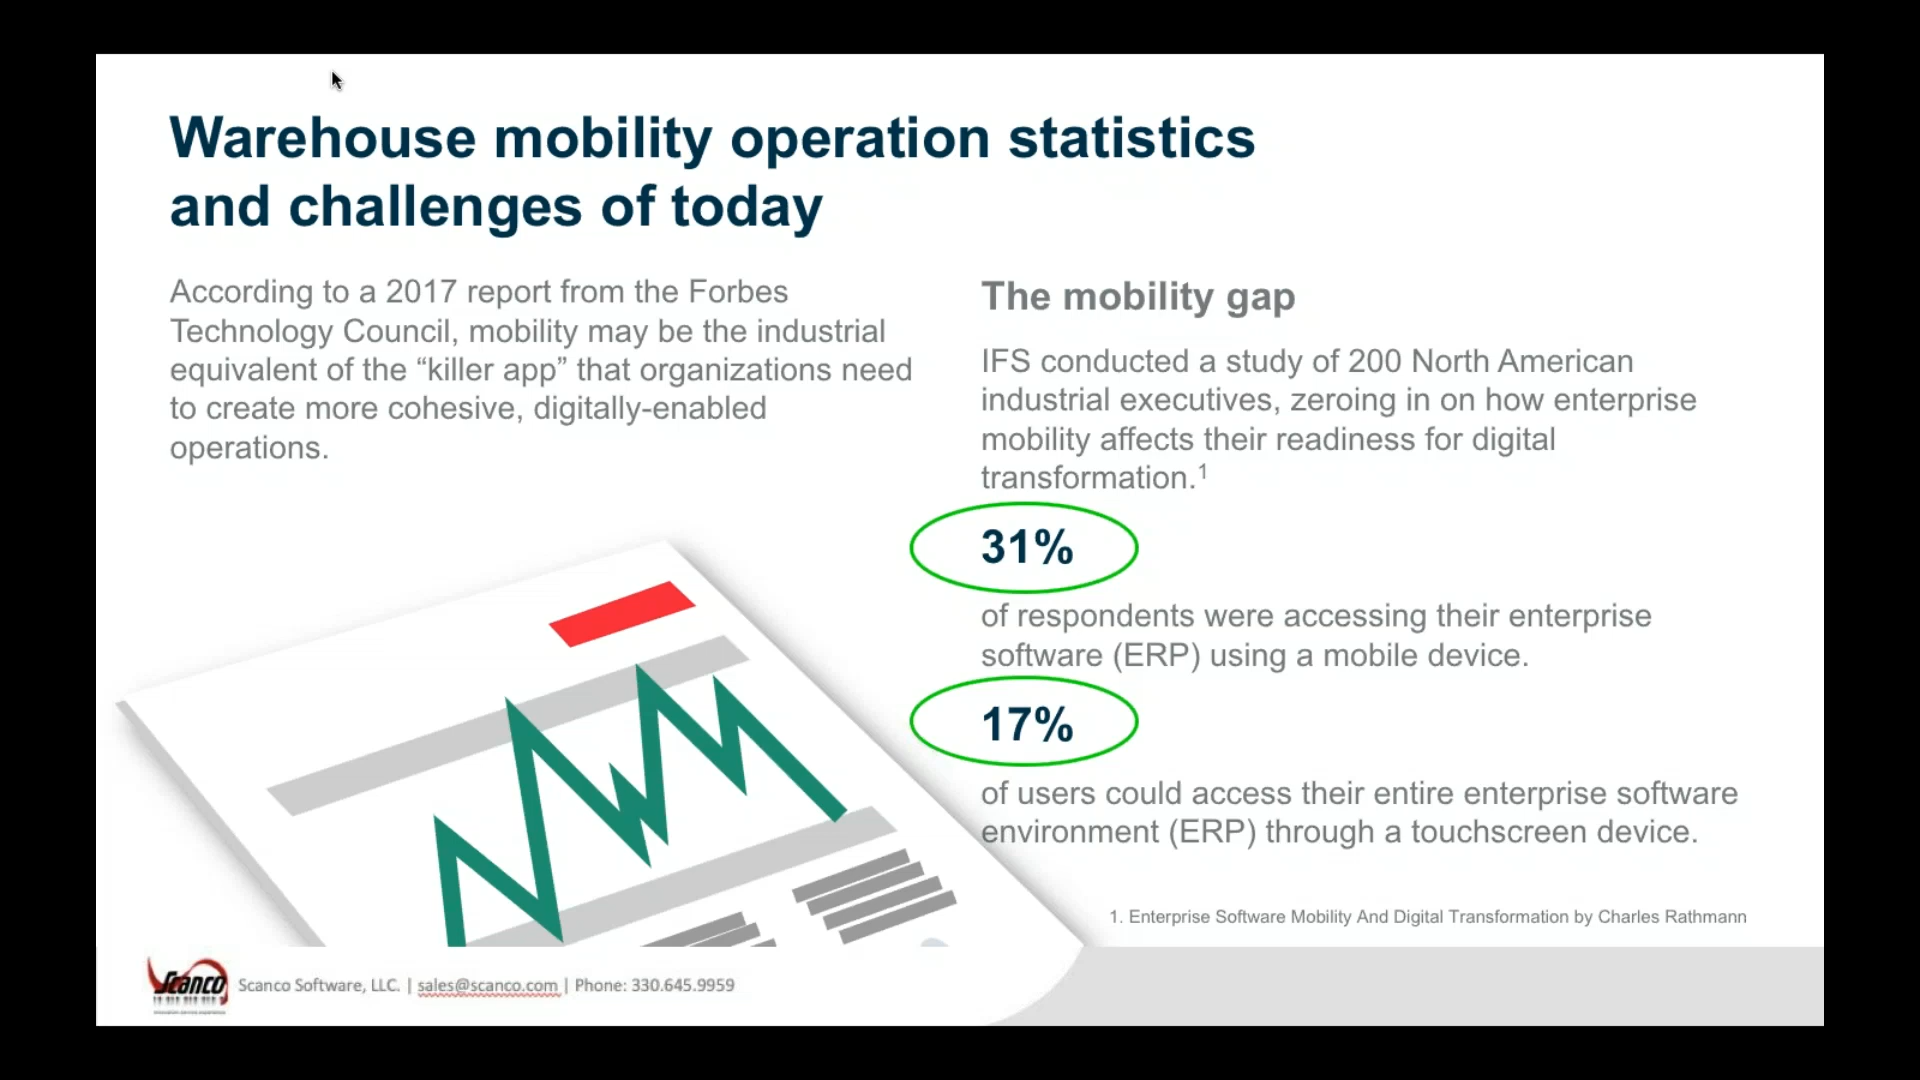 Warehouse mobility operation statistics
and challenges of today
According to a 2017 report from the Forbes
Technology Council, mobility may be the industrial
equivalent of the “killer app” that organizations need
to create more cohesive, digitally-enabled
operations.
The mobility gap
IFS conducted a study of 200 North American
industrial executives, zeroing in on how enterprise
mobility affects their readiness for digital
transformation.¹
31%
of respondents were accessing their enterprise
software (ERP) using a mobile device.
17%
of users could access their entire enterprise software
environment (ERP) through a touchscreen device.
1. Enterprise Software Mobility And Digital Transformation by Charles Rathmann
Scanco
Scanco Software, LLC. | sales@scanco.com | Phone: 330.645.9959